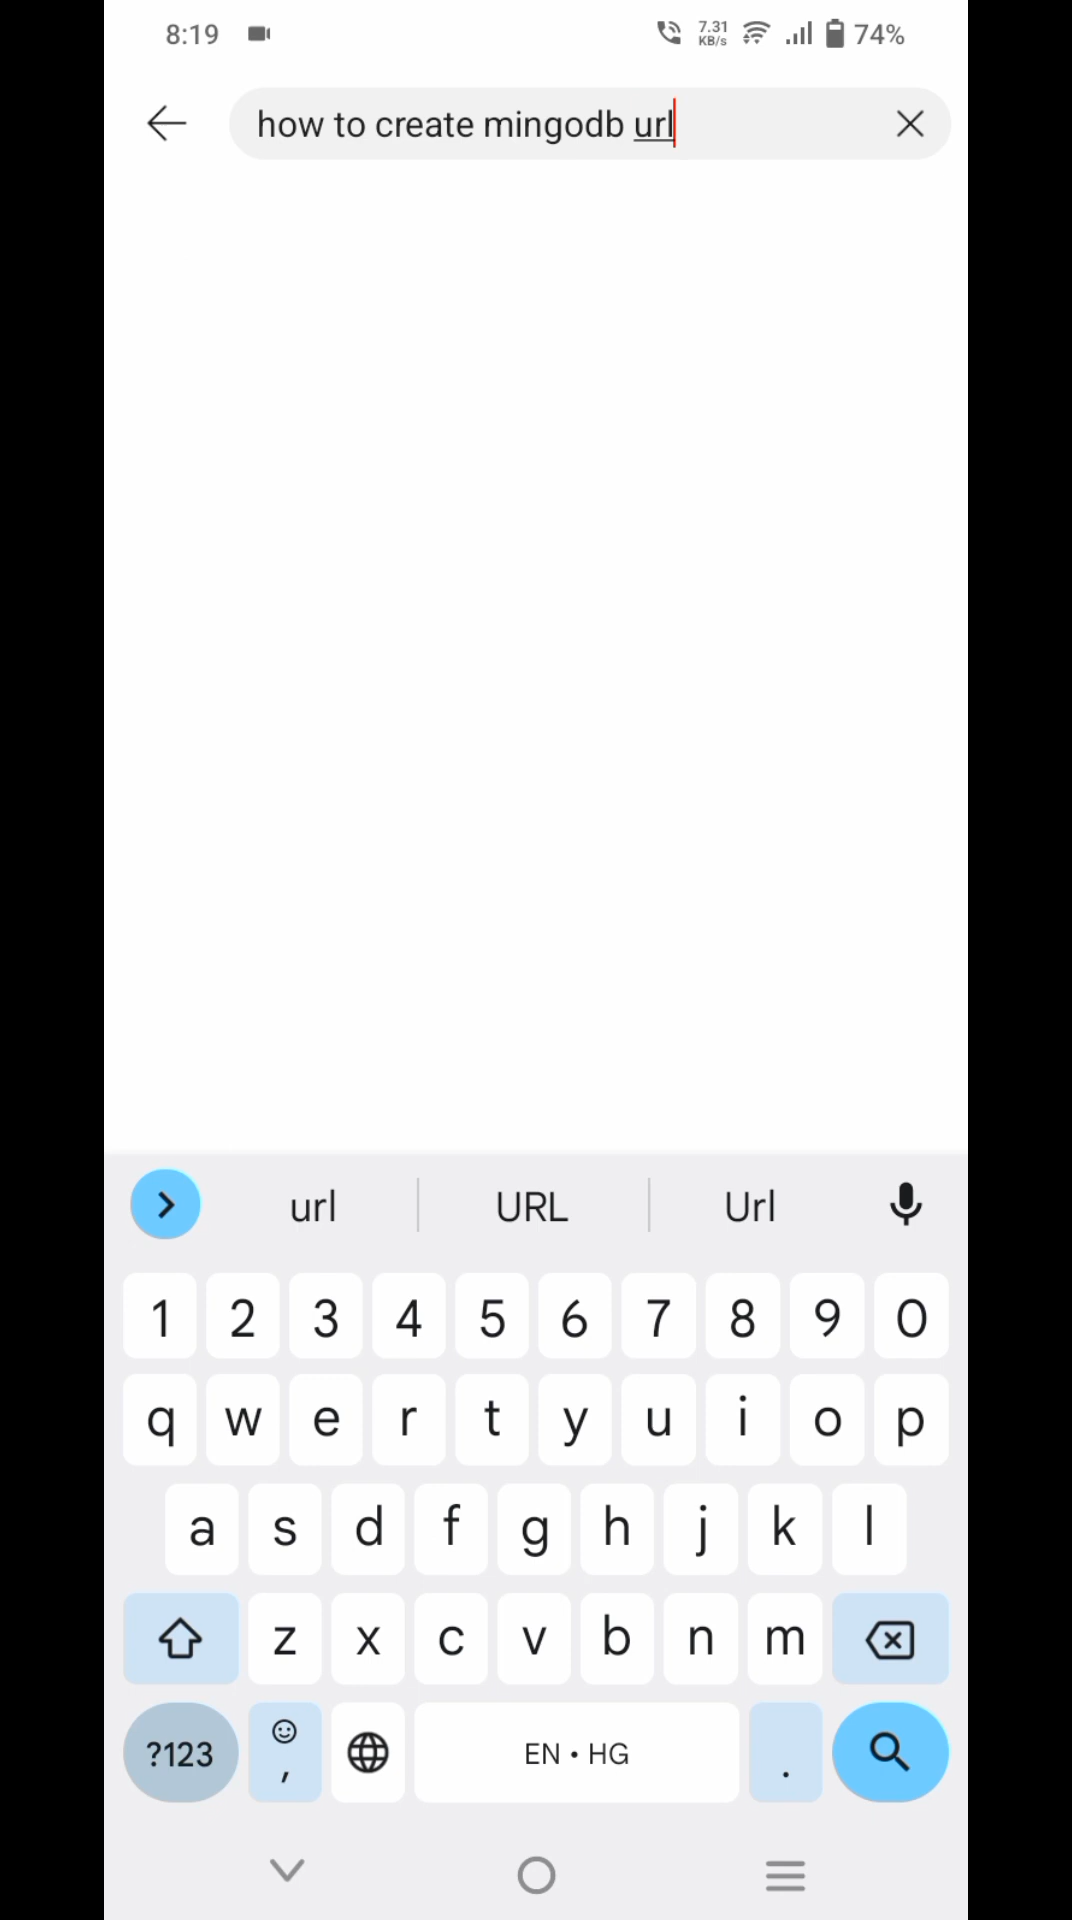 8:19 7.31 KB/s 74%
how to create mingodb url
url URL Url
1 2 3 4 5 6 7 8 9 0
q w e r t y u i o p
a s d f g h j k l
z x c v b n m
?123 , EN • HG .